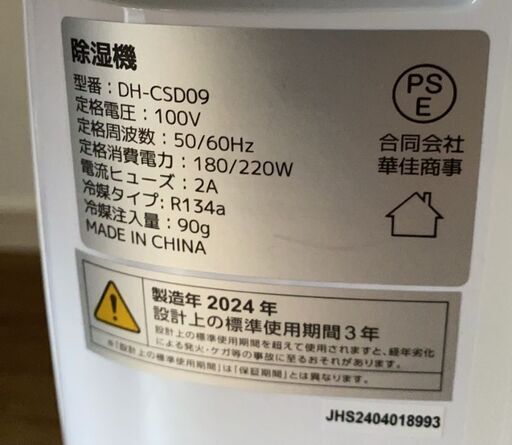 除湿機
型番：DH-CSD09
定格電圧：100V
定格周波数：50/60Hz
定格消費電力：180/220W
電流ヒューズ：2A
冷媒タイプ：R134a
冷媒注入量：90g
MADE IN CHINA
PS
E
合同会社
華佳商事
製造年 2024 年
設計上の標準使用期間３年
設計上の標準使用期間を超えて使用されますと、経年劣化
による発火・ケガ等の事故に至るおそれがあります。
※「設計上の標準使用期間」は「保証期間」とは異なります。
JHS2404018993